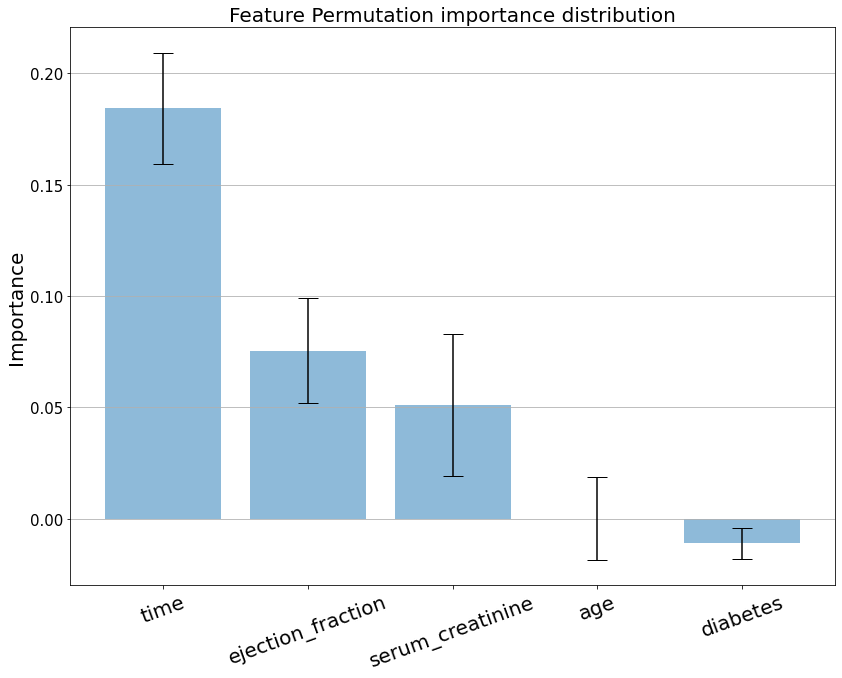 Feature Permutation importance distribution
Importance
0.20
0.15
0.10
0.05
0.00
time
ejection_fraction
serum_creatinine
age
diabetes